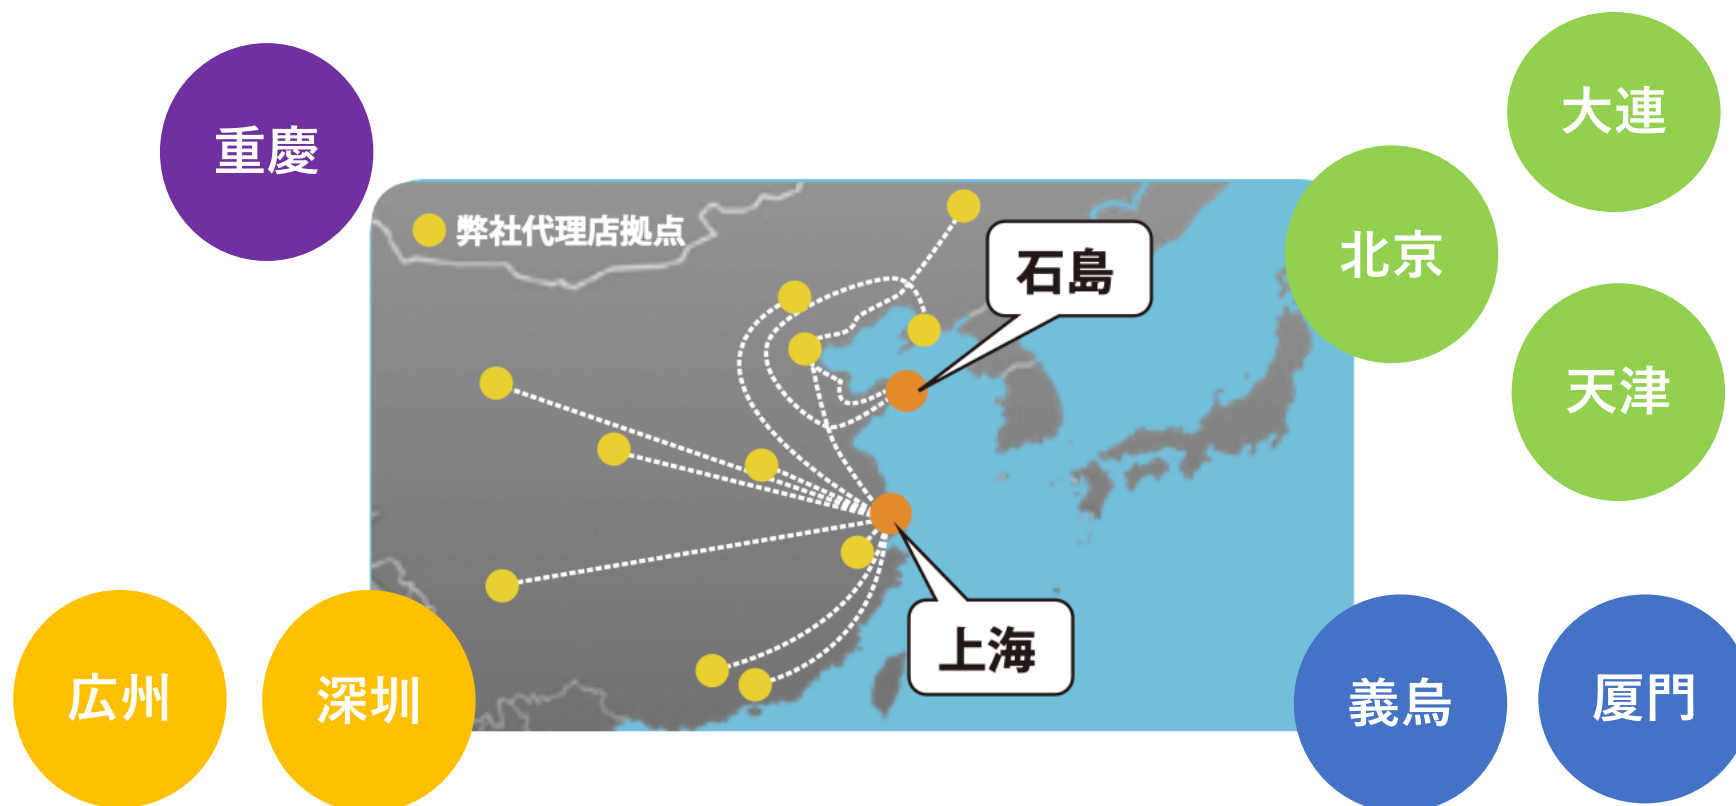 大連
重慶
弊社代理店拠点
北京
石島
天津
上海
広州
深圳
義烏
厦門